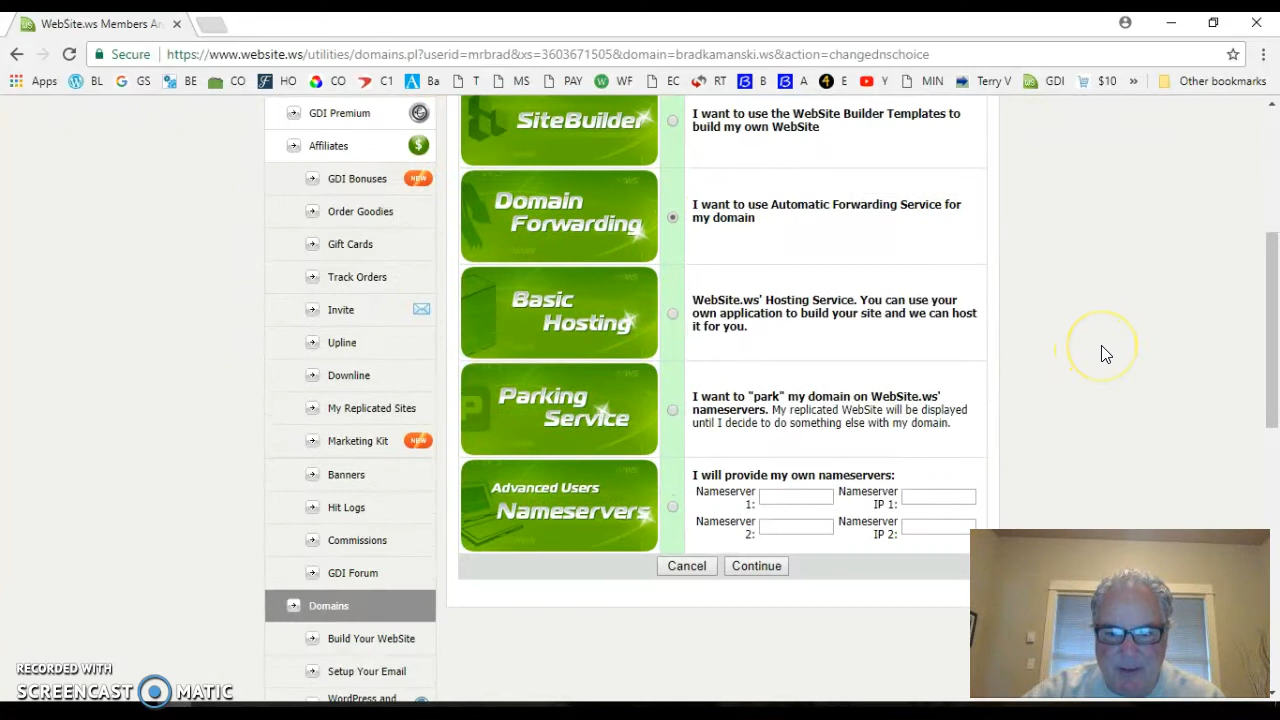 WebSite.ws Members Ar
Secure
https://www.website.ws/utilities/domains.pl?userid=mrbrad&xs=3603671505&domain=bradkamanski.ws&action=changednschoice
Apps BL GS BE CO HO CO C1 Ba T MS PAY WF EC RT B A E Y MIN Terry V GDI $10 » Other bookmarks
GDI Premium
Affiliates
GDI Bonuses NEW
Order Goodies
Gift Cards
Track Orders
Invite
Upline
Downline
My Replicated Sites
Marketing Kit NEW
Banners
Hit Logs
Commissions
GDI Forum
Domains
Build Your WebSite
Setup Your Email
WordPress and
SiteBuilder
I want to use the WebSite Builder Templates to
build my own WebSite
Domain
Forwarding
I want to use Automatic Forwarding Service for
my domain
Basic
Hosting
WebSite.ws' Hosting Service. You can use your
own application to build your site and we can host
it for you.
Parking
Service
I want to "park" my domain on WebSite.ws'
nameservers. My replicated WebSite will be displayed
until I decide to do something else with my domain.
Advanced Users
Nameservers
I will provide my own nameservers:
Nameserver 1: Nameserver IP 1:
Nameserver 2: Nameserver IP 2:
Cancel Continue
RECORDED WITH
SCREENCAST MATIC